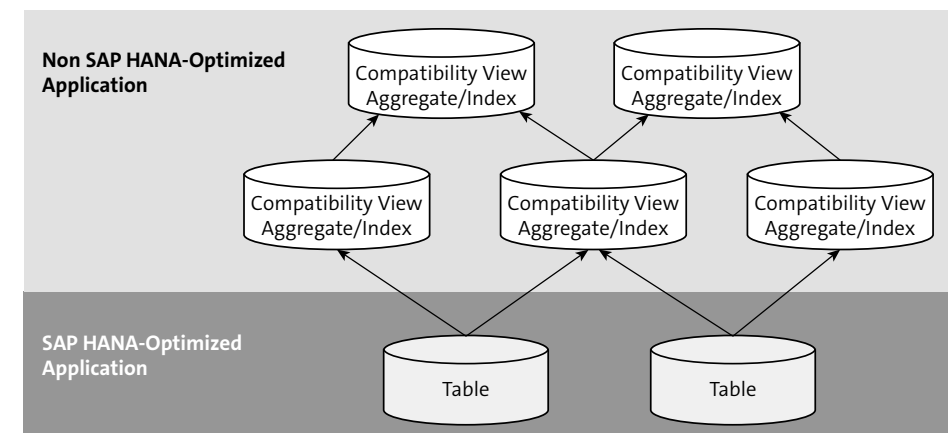 Non SAP HANA-Optimized
Application
Compatibility View
Aggregate/Index
Compatibility View
Aggregate/Index
Compatibility View
Aggregate/Index
Compatibility View
Aggregate/Index
Compatibility View
Aggregate/Index
SAP HANA-Optimized
Application
Table
Table